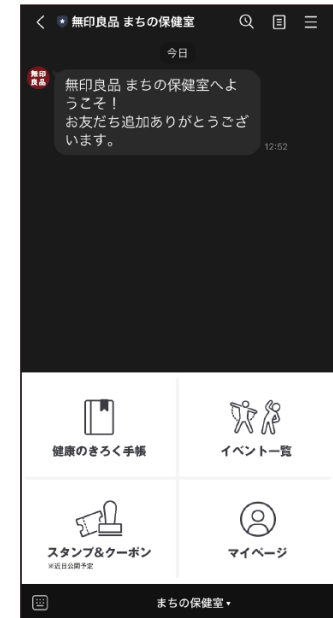 無印良品 まちの保健室
今日
無印
良品
無印良品 まちの保健室へよ
うこそ！
お友だち追加ありがとうござ
います。
12:52
健康のきろく手帳
イベント一覧
スタンプ&クーポン
※近日公開予定
マイページ
まちの保健室▾